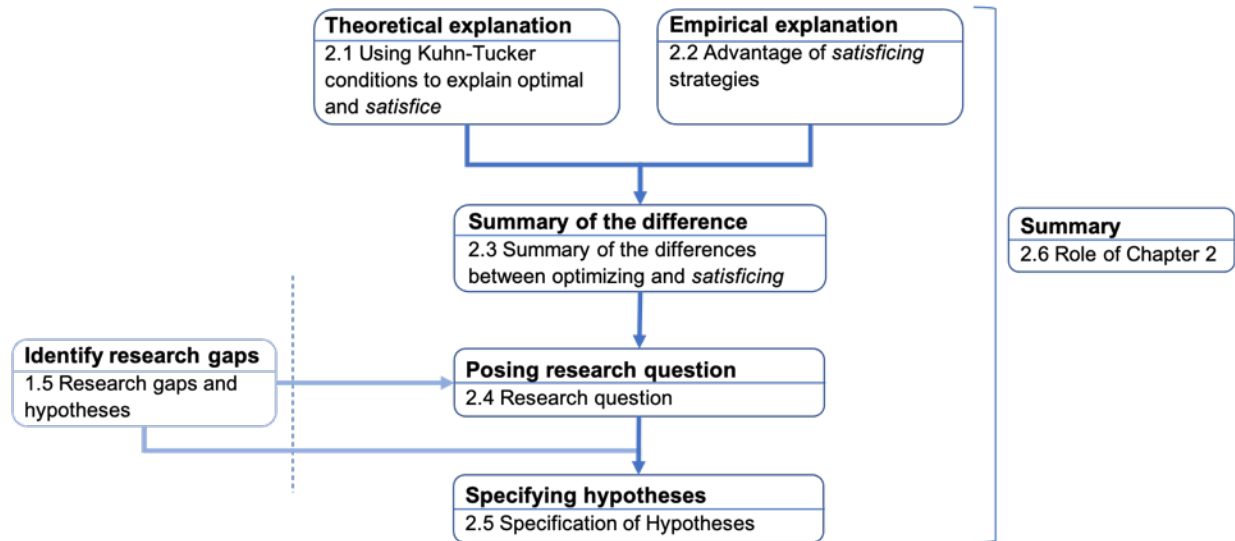 Theoretical explanation
2.1 Using Kuhn-Tucker
conditions to explain optimal
and satisfice
Empirical explanation
2.2 Advantage of satisficing
strategies
Summary of the difference
2.3 Summary of the differences
between optimizing and satisficing
Summary
2.6 Role of Chapter 2
Identify research gaps
1.5 Research gaps and
hypotheses
Posing research question
2.4 Research question
Specifying hypotheses
2.5 Specification of Hypotheses